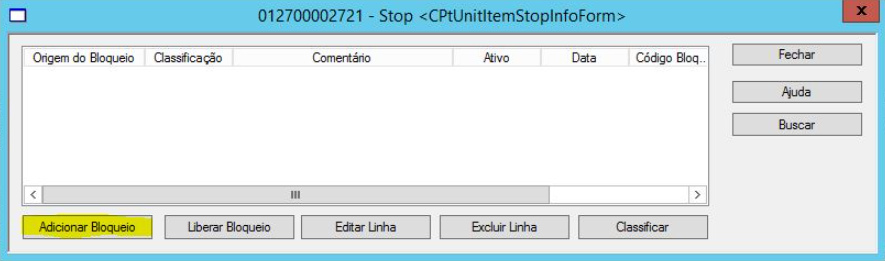 012700002721 - Stop <CPtUnitItemStopInfoForm>
x
Origem do Bloqueio Classificação Comentário Ativo Data Código Bloq..
Fechar
Ajuda
Buscar
Adicionar Bloqueio Liberar Bloqueio Editar Linha Excluir Linha Classificar